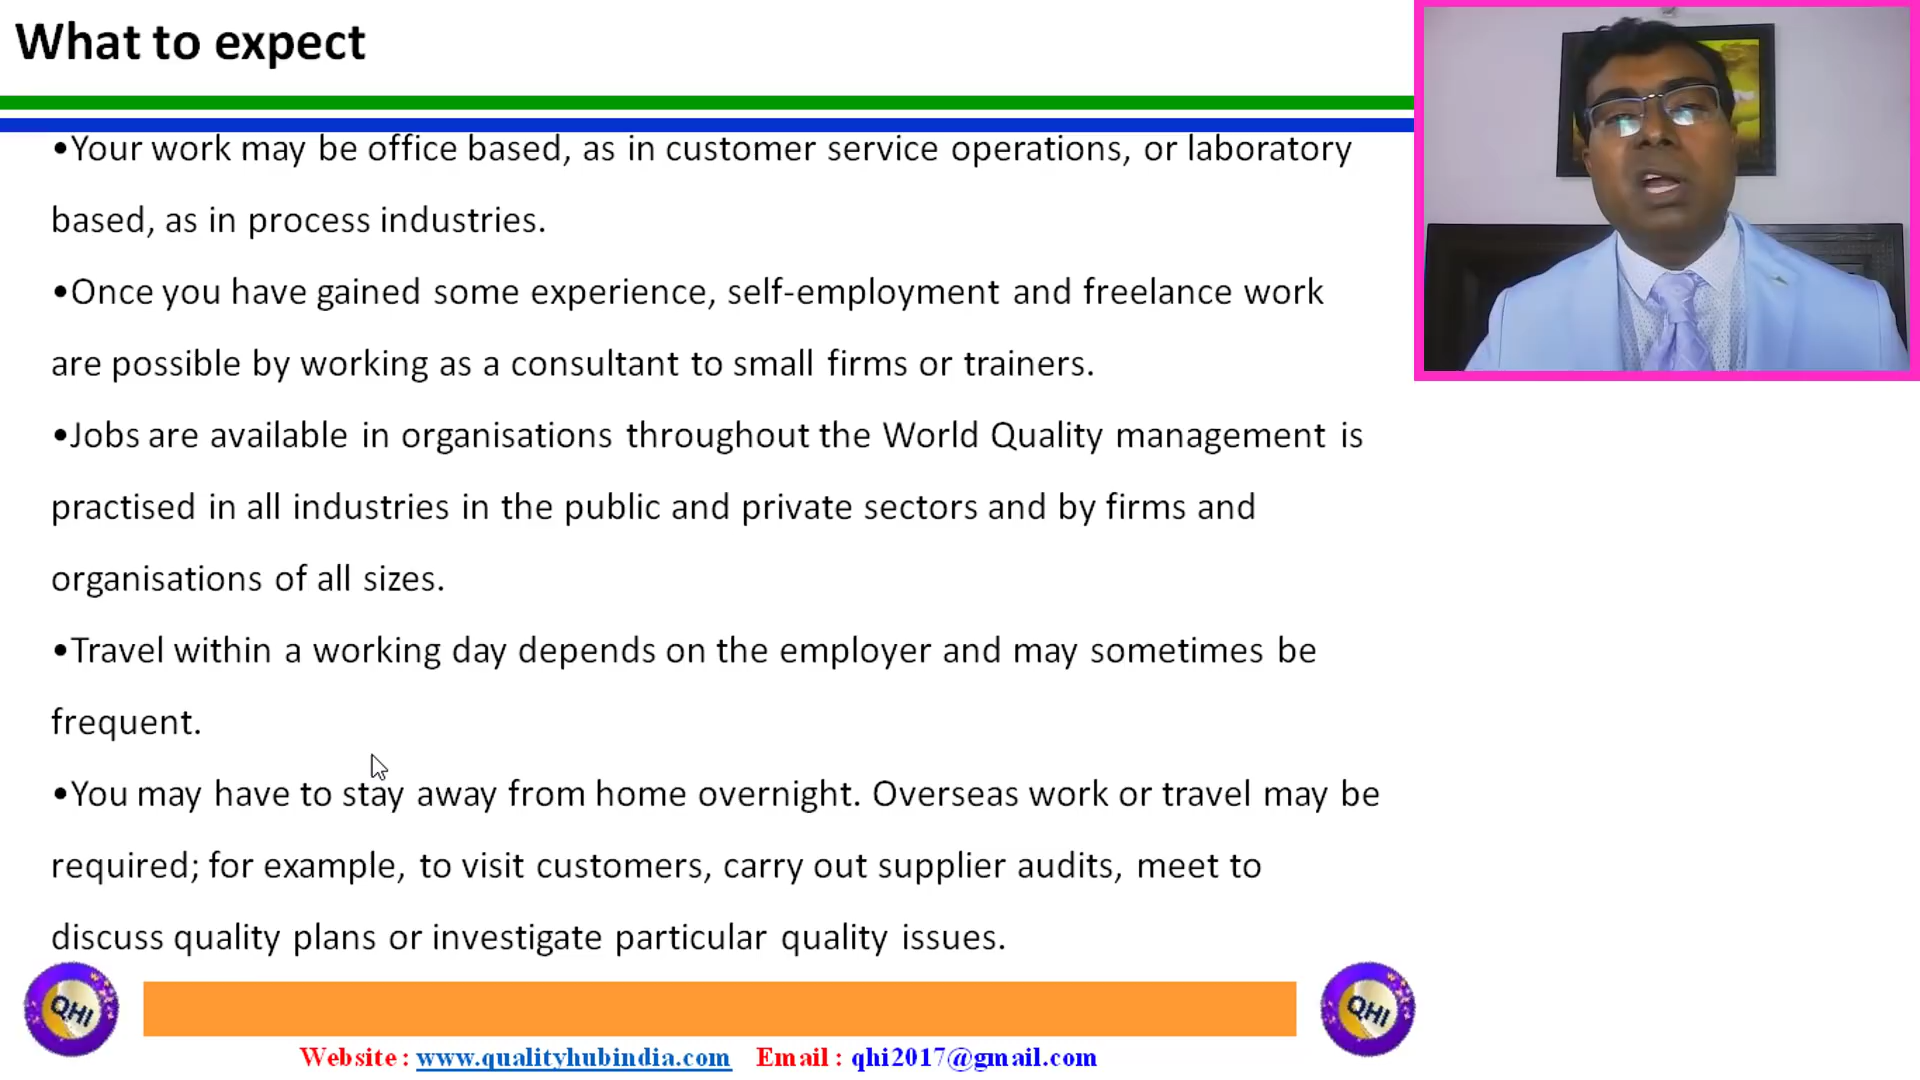 What to expect
•Your work may be office based, as in customer service operations, or laboratory
based, as in process industries.
•Once you have gained some experience, self-employment and freelance work
are possible by working as a consultant to small firms or trainers.
•Jobs are available in organisations throughout the World Quality management is
practised in all industries in the public and private sectors and by firms and
organisations of all sizes.
•Travel within a working day depends on the employer and may sometimes be
frequent.
•You may have to stay away from home overnight. Overseas work or travel may be
required; for example, to visit customers, carry out supplier audits, meet to
discuss quality plans or investigate particular quality issues.
QHI
QHI
Website : www.qualityhubindia.com Email : qhi2017@gmail.com